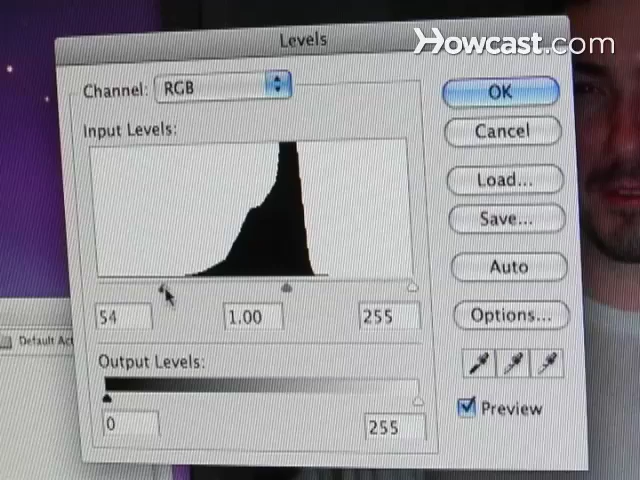 Howcast.com
Levels
Channel: RGB
OK
Input Levels:
Cancel
Load...
Save...
Auto
54 1.00 255
Options...
Default Act
Output Levels:
Preview
0 255